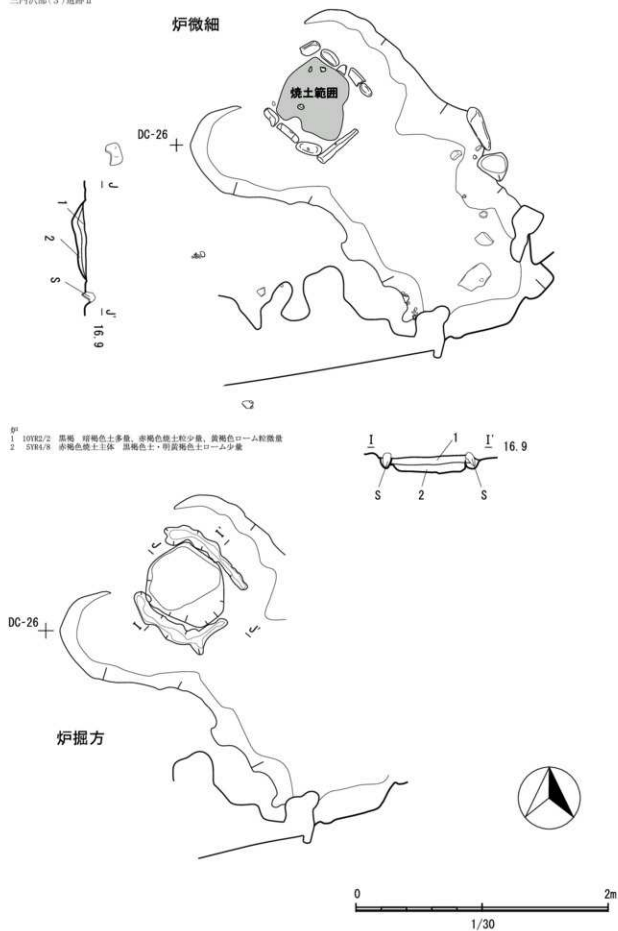 炉微細
焼土範囲
DC-26
J
1
2
S
J'
16.9
炉
1 10YR2/2 黒褐 暗褐色土多量、赤褐色焼土粒少量、黄褐色ローム粒微量
2 5YR4/8 赤褐色焼土主体 黒褐色土・明黄褐色土ローム少量
I
1
I'
16.9
S
2
S
J
I'
DC-26
I
J'
炉掘方
0
2m
1/30